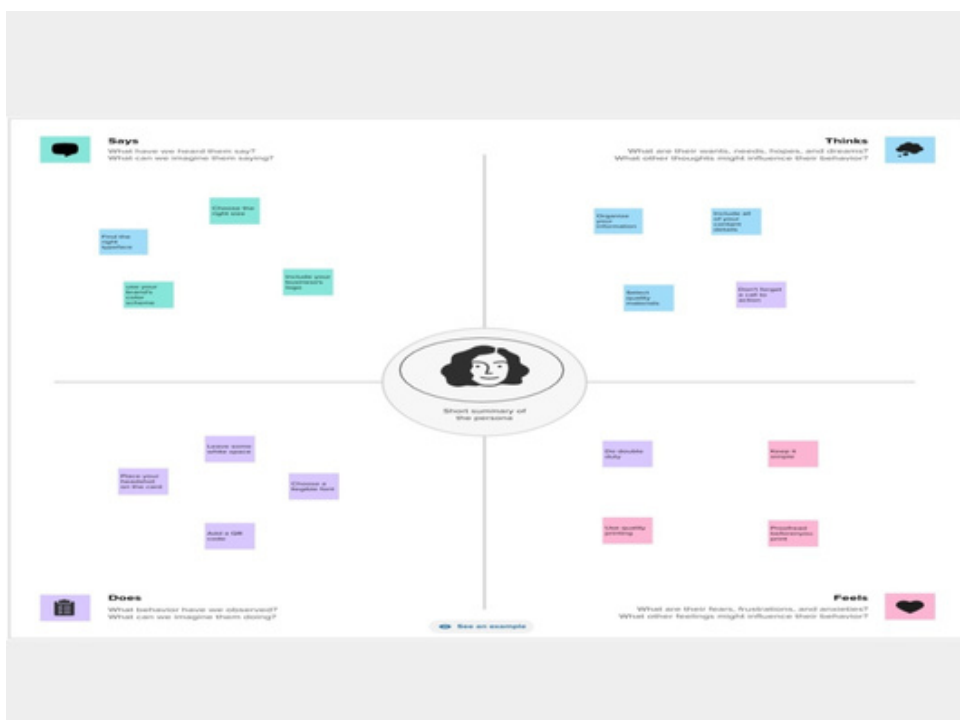 Says
What have we heard them say?
What can we imagine them saying?
Thinks
What are their wants, needs, hopes, and dreams?
What other thoughts might influence their behavior?
Choose the
right size
Find the
right
typeface
use your
brand's
color
scheme
Include your
business's
logo
Organise
your
information
Include all
of your
content
details
Select
quality
materials
Don't forget
a call to
action
Short summary of
the persona
Leave some
white space
Place your
headshot
on the card
Choose a
legible font
Add a QR
code
Do double
duty
Keep it
simple
Use quality
printing
Proofread
beforeyou
print
Does
What behavior have we observed?
What can we imagine them doing?
Feels
What are their fears, frustrations, and anxieties?
What other feelings might influence their behavior?
See an example